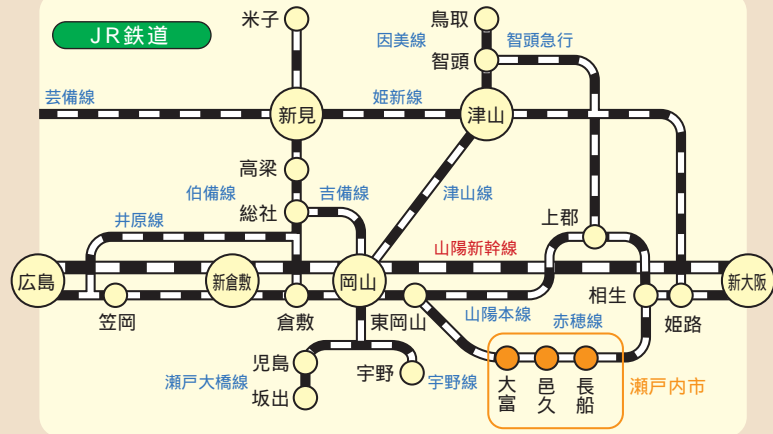 JR鉄道
米子
鳥取
因美線
智頭急行
智頭
芸備線
姫新線
新見
津山
高梁
伯備線
吉備線
津山線
総社
井原線
上郡
山陽新幹線
広島
新倉敷
岡山
新大阪
相生
笠岡
倉敷
東岡山
山陽本線
赤穂線
姫路
児島
宇野
宇野線
瀬戸大橋線
坂出
大富
邑久
長船
瀬戸内市